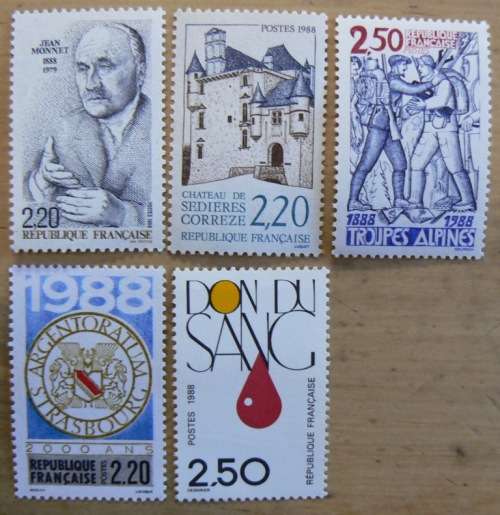 JEAN
MONNET
1888
1979
2,20
RÉPUBLIQUE FRANÇAISE
POSTES 1988
CHATEAU DE
SEDIERES
CORREZE 2,20
REPUBLIQUE FRANÇAISE
2,50 RÉPUBLIQUE
FRANÇAISE
1888 1988
TROUPES ALPINES
1988
ARGENTORATUM
STRASBOURG
2000 ANS
RÉPUBLIQUE
FRANÇAISE POSTES 2,20
DON DU
SANG
POSTES 1988
RÉPUBLIQUE FRANÇAISE
2,50